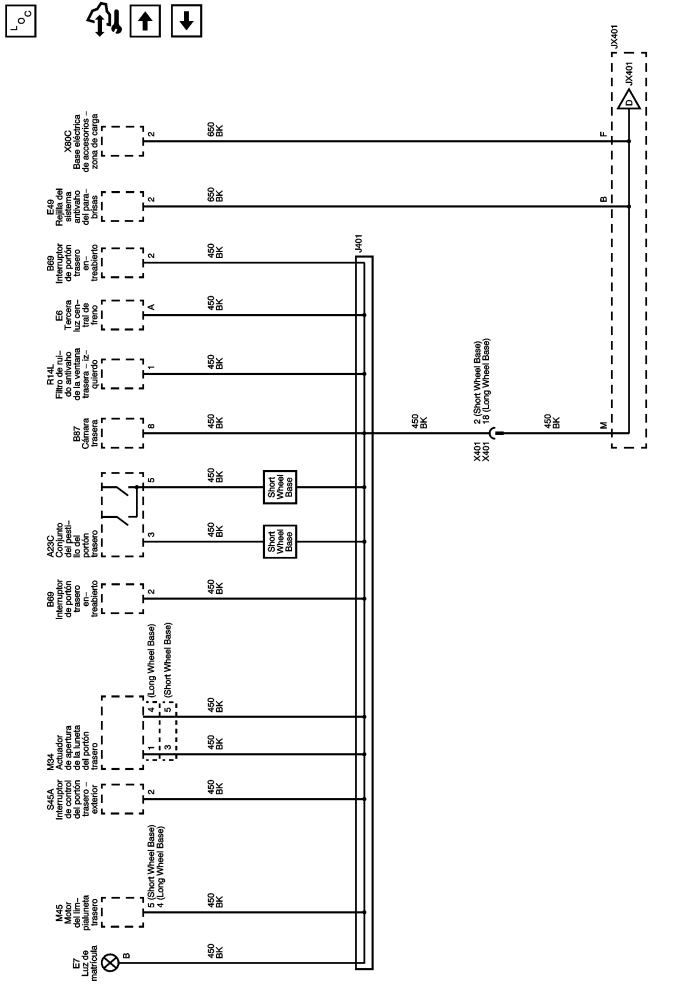 LOC
JX401
JX401
D
X80C
Base eléctrica
de accesorios –
zona de carga
2
650
BK
F
E49
Rejilla del
sistema
antivaho
del para–
brisas
2
650
BK
B
B69
Interruptor
de portón
trasero
en–
treabierto
2
450
BK
J401
E6
Tercera
luz cen–
tral de
freno
A
450
BK
R14L
Filtro de rui–
do antivaho
de la ventana
trasera – iz–
quierdo
1
450
BK
B87
Cámara
trasera
8
450
BK
450
BK
2 (Short Wheel Base)
18 (Long Wheel Base)
X401
X401
450
BK
M
A23C
Conjunto
del pesti–
llo del
portón
trasero
5
450
BK
Short
Wheel
Base
3
450
BK
Short
Wheel
Base
B69
Interruptor
de portón
trasero
en–
treabierto
2
450
BK
M34
Actuador
de apertura
de la luneta
del portón
trasero
4 (Long Wheel Base)
5 (Short Wheel Base)
450
BK
1
3
450
BK
S45A
Interruptor
de control
del portón
trasero –
exterior
2
450
BK
M45
Motor
del lim–
pialuneta
trasero
5 (Short Wheel Base)
4 (Long Wheel Base)
450
BK
E7
Luz de
matrícula
B
450
BK